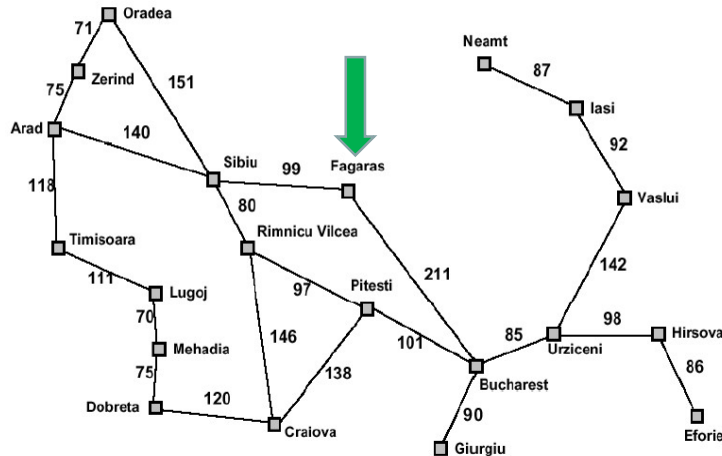 Oradea
71
Neamt
87
Zerind
151
75
Iasi
Arad
140
92
Sibiu
99
Fagaras
118
Vaslui
80
Timisoara
Rimnicu Vilcea
142
111
211
Lugoj
97
Pitesti
70
98
Hirsova
146
85
Mehadia
101
Urziceni
138
86
75
Bucharest
120
Dobreta
90
Craiova
Eforie
Giurgiu